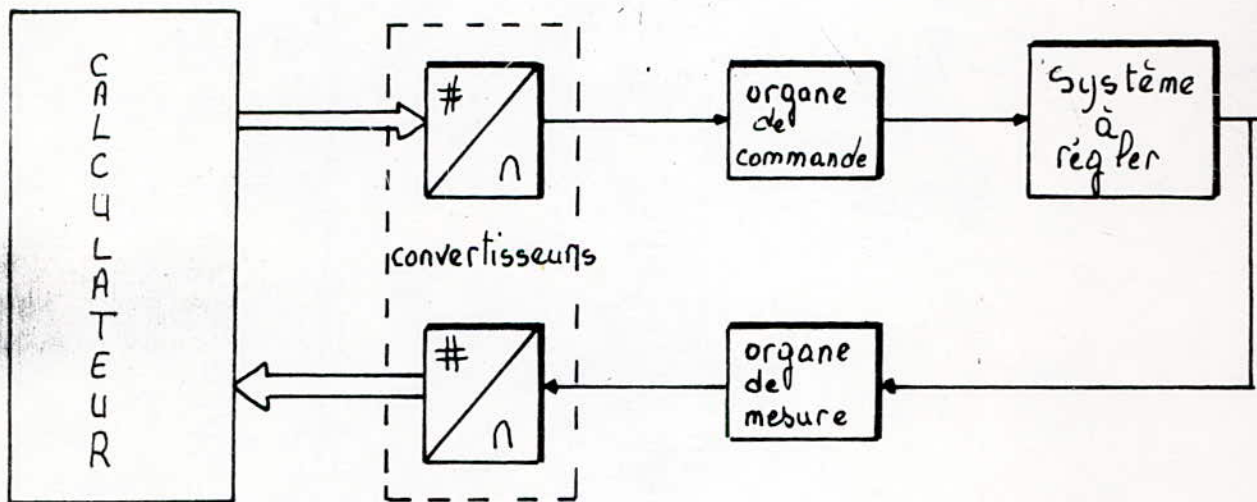 CALCULATEUR
#
n
organe
de
commande
système
à
régler
convertisseurs
#
n
organe
de
mesure